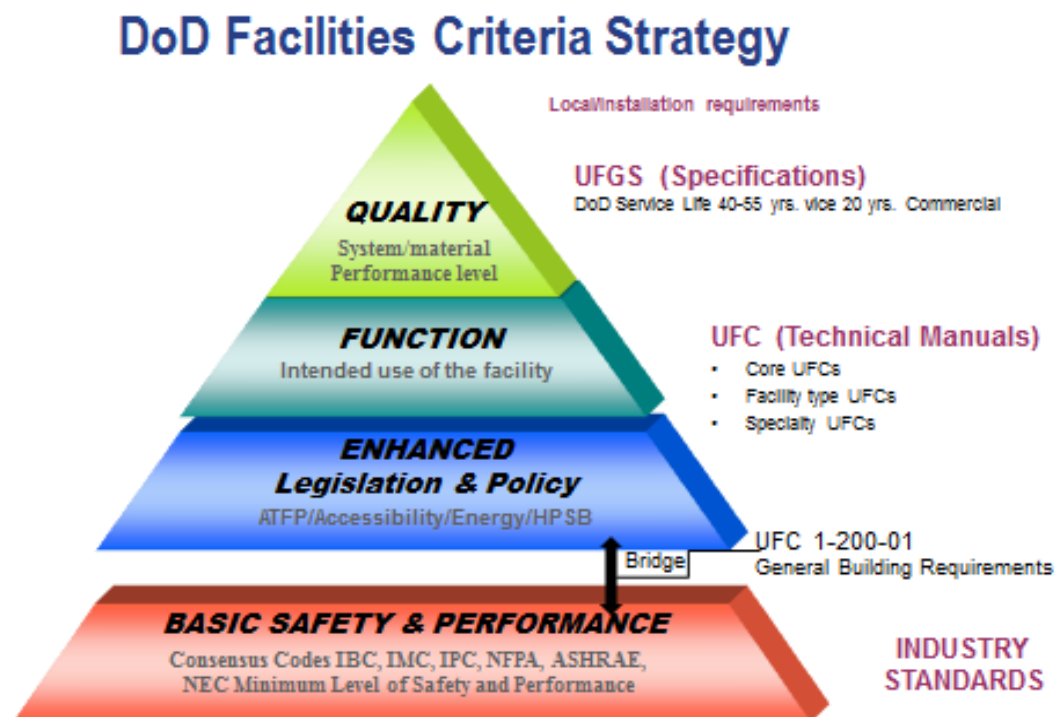 DoD Facilities Criteria Strategy
Local/Installation requirements
UFGS (Specifications)
DoD Service Life 40-55 yrs. vice 20 yrs. Commercial
QUALITY
System/material
Performance level
FUNCTION
Intended use of the facility
UFC (Technical Manuals)
• Core UFCs
• Facility type UFCs
• Specialty UFCs
ENHANCED
Legislation & Policy
ATFP/Accessibility/Energy/HPSB
Bridge
UFC 1-200-01
General Building Requirements
BASIC SAFETY & PERFORMANCE
Consensus Codes IBC, IMC, IPC, NFPA, ASHRAE,
NEC Minimum Level of Safety and Performance
INDUSTRY
STANDARDS